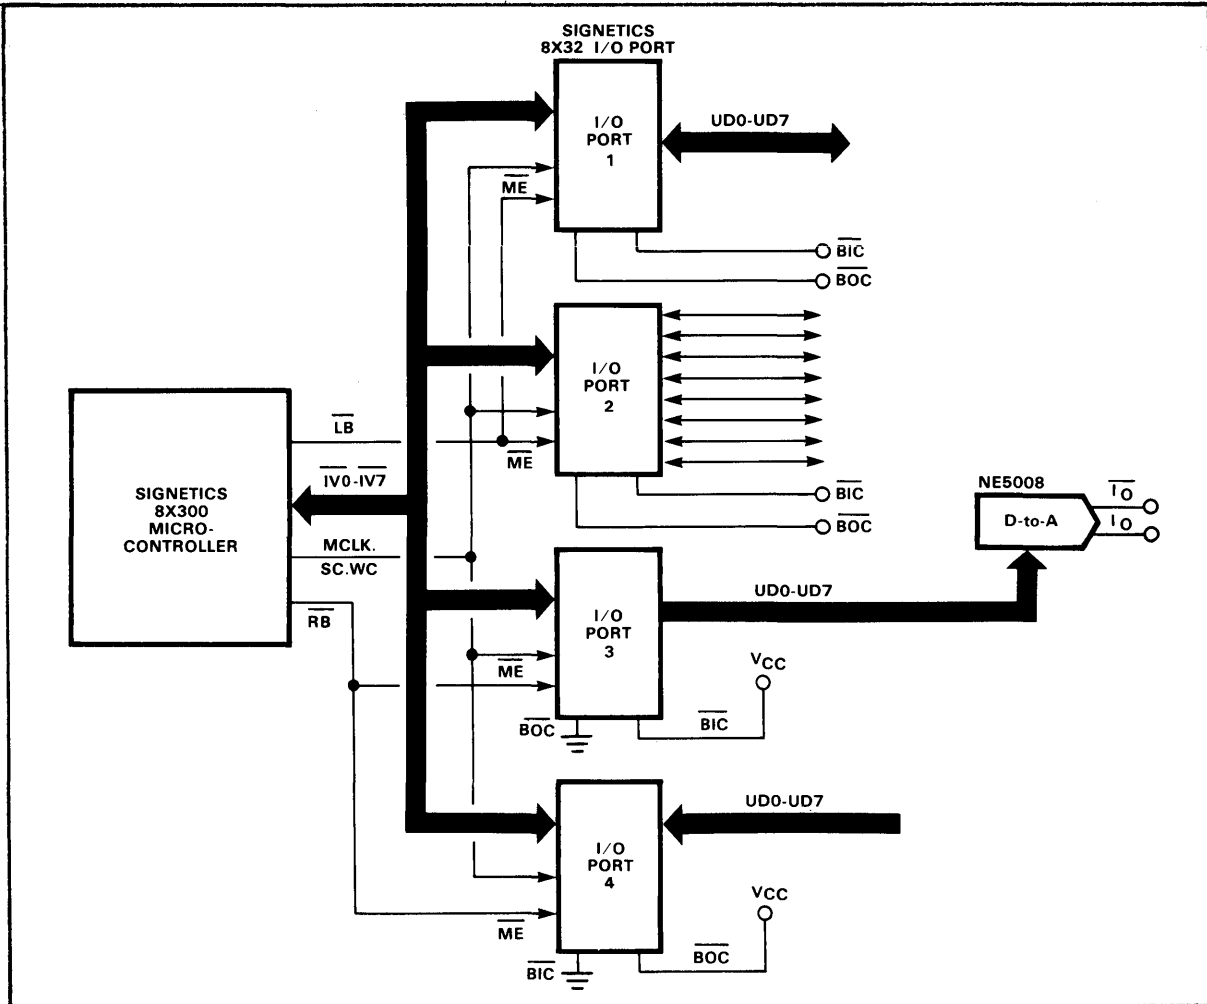 SIGNETICS
8X32 I/O PORT
I/O
PORT
1
UD0-UD7
ME
BIC
BOC
I/O
PORT
2
LB
ME
IV0-IV7
BIC
BOC
SIGNETICS
8X300
MICRO-
CONTROLLER
MCLK.
SC.WC
RB
NE5008
D-to-A
IO
IO
I/O
PORT
3
UD0-UD7
ME
VCC
BOC
BIC
I/O
PORT
4
UD0-UD7
ME
VCC
BIC
BOC